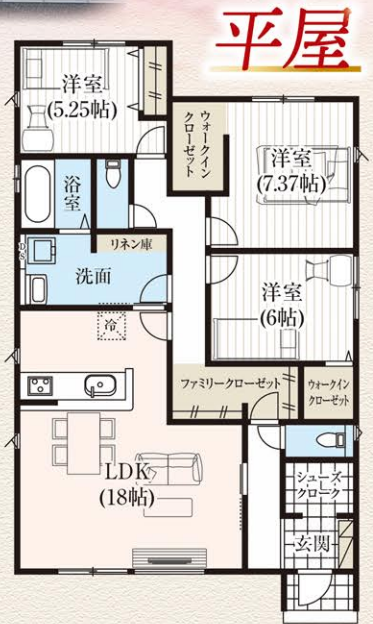 平屋
洋室
(5.25帖)
ウォークイン
クローゼット
洋室
(7.37帖)
浴室
リネン庫
DS
洗面
洋室
(6帖)
冷
ファミリークローゼット
ウォークイン
クローゼット
LDK
(18帖)
シューズ
クローク
玄関